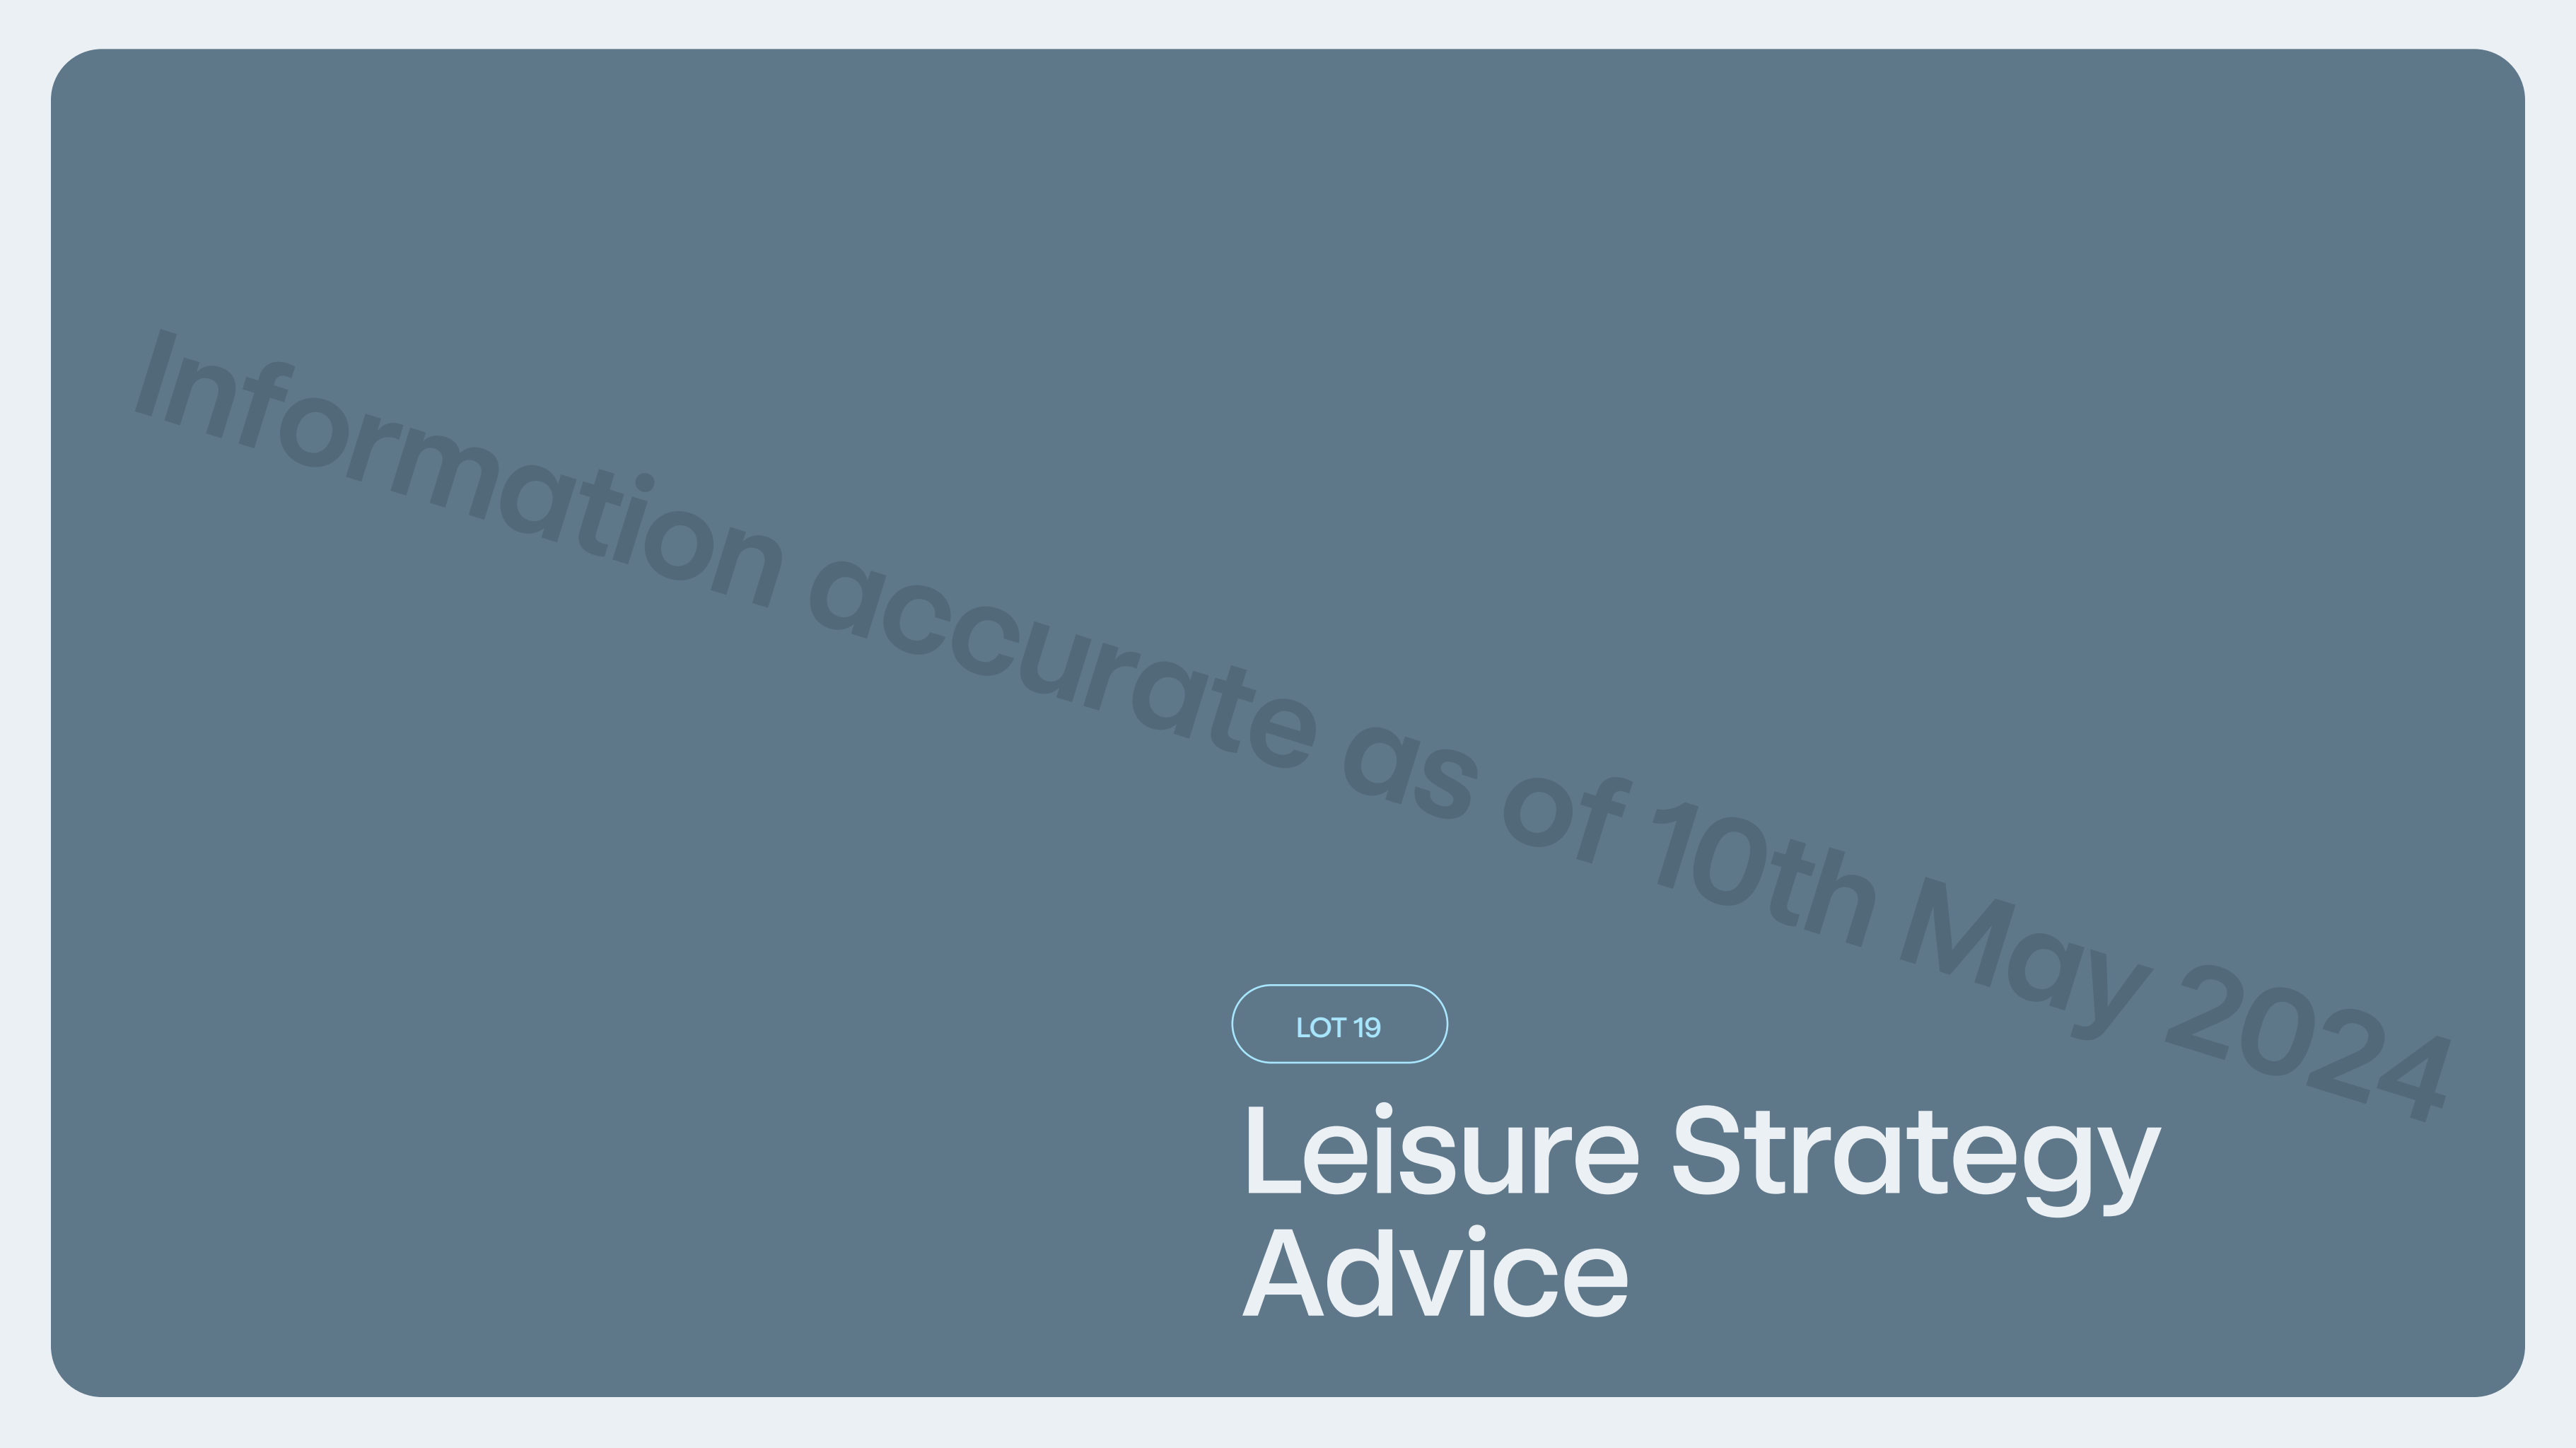 Information accurate as of 10th May 2024
LOT 19
Leisure Strategy
Advice